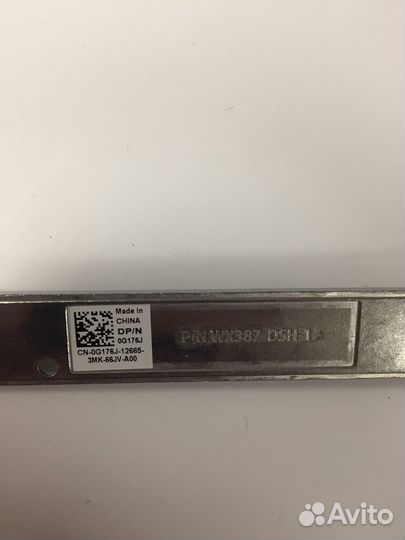 Made In
CHINA
DP/N
0G176J
CN-0G176J-12665-
3MK-66JV-A00
P/N WX387 DSH-1
Avito